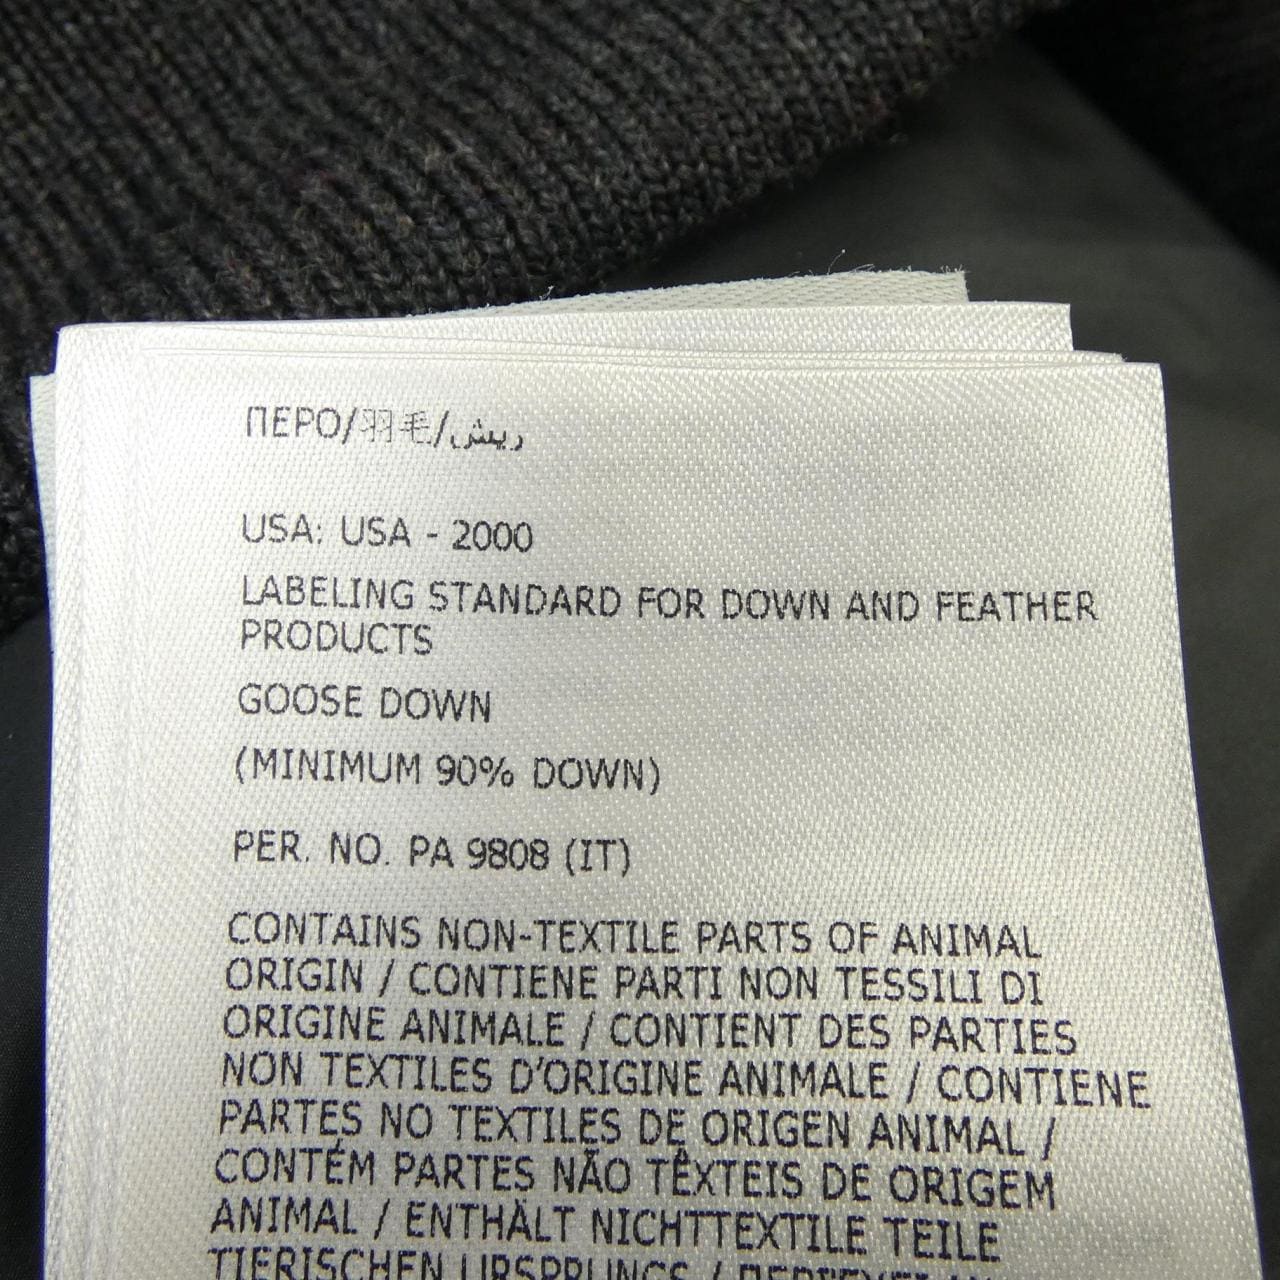 ПЕРО/羽毛/ريش
USA: USA - 2000
LABELING STANDARD FOR DOWN AND FEATHER
PRODUCTS
GOOSE DOWN
(MINIMUM 90% DOWN)
PER. NO. PA 9808 (IT)
CONTAINS NON-TEXTILE PARTS OF ANIMAL
ORIGIN / CONTIENE PARTI NON TESSILI DI
ORIGINE ANIMALE / CONTIENT DES PARTIES
NON TEXTILES D'ORIGINE ANIMALE / CONTIENE
PARTES NO TEXTILES DE ORIGEN ANIMAL /
CONTÉM PARTES NÃO TÊXTEIS DE ORIGEM
ANIMAL / ENTHÄLT NICHTTEXTILE TEILE
TIERISCHEN URSPRUNGS /